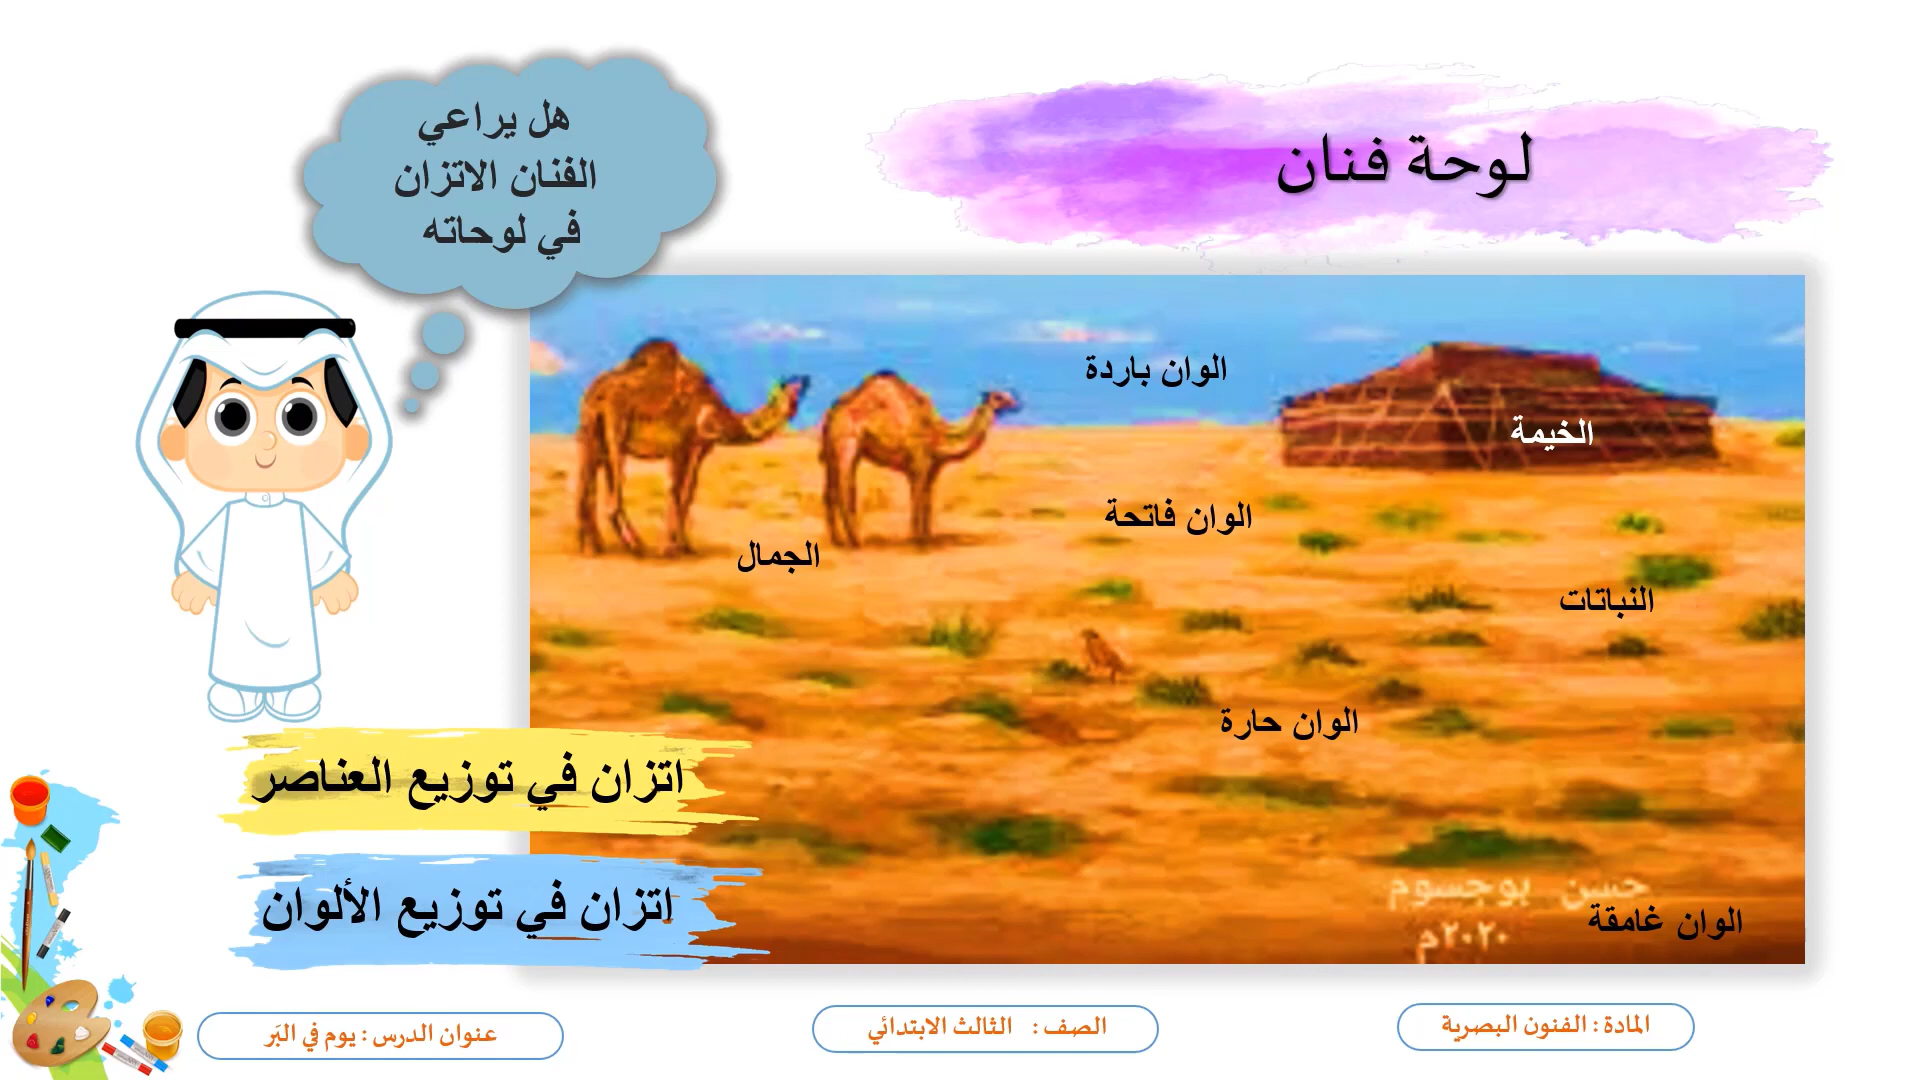 لوحة فنان
هل يراعي
الفنان الاتزان
في لوحاته
الوان باردة
الخيمة
الوان فاتحة
الجمال
النباتات
الوان حارة
اتزان في توزيع العناصر
اتزان في توزيع الألوان
حسن بوجسوم
٢٠٢٠م
الوان غامقة
المادة : الفنون البصرية
الصف : الثالث الابتدائي
عنوان الدرس : يوم في البَر